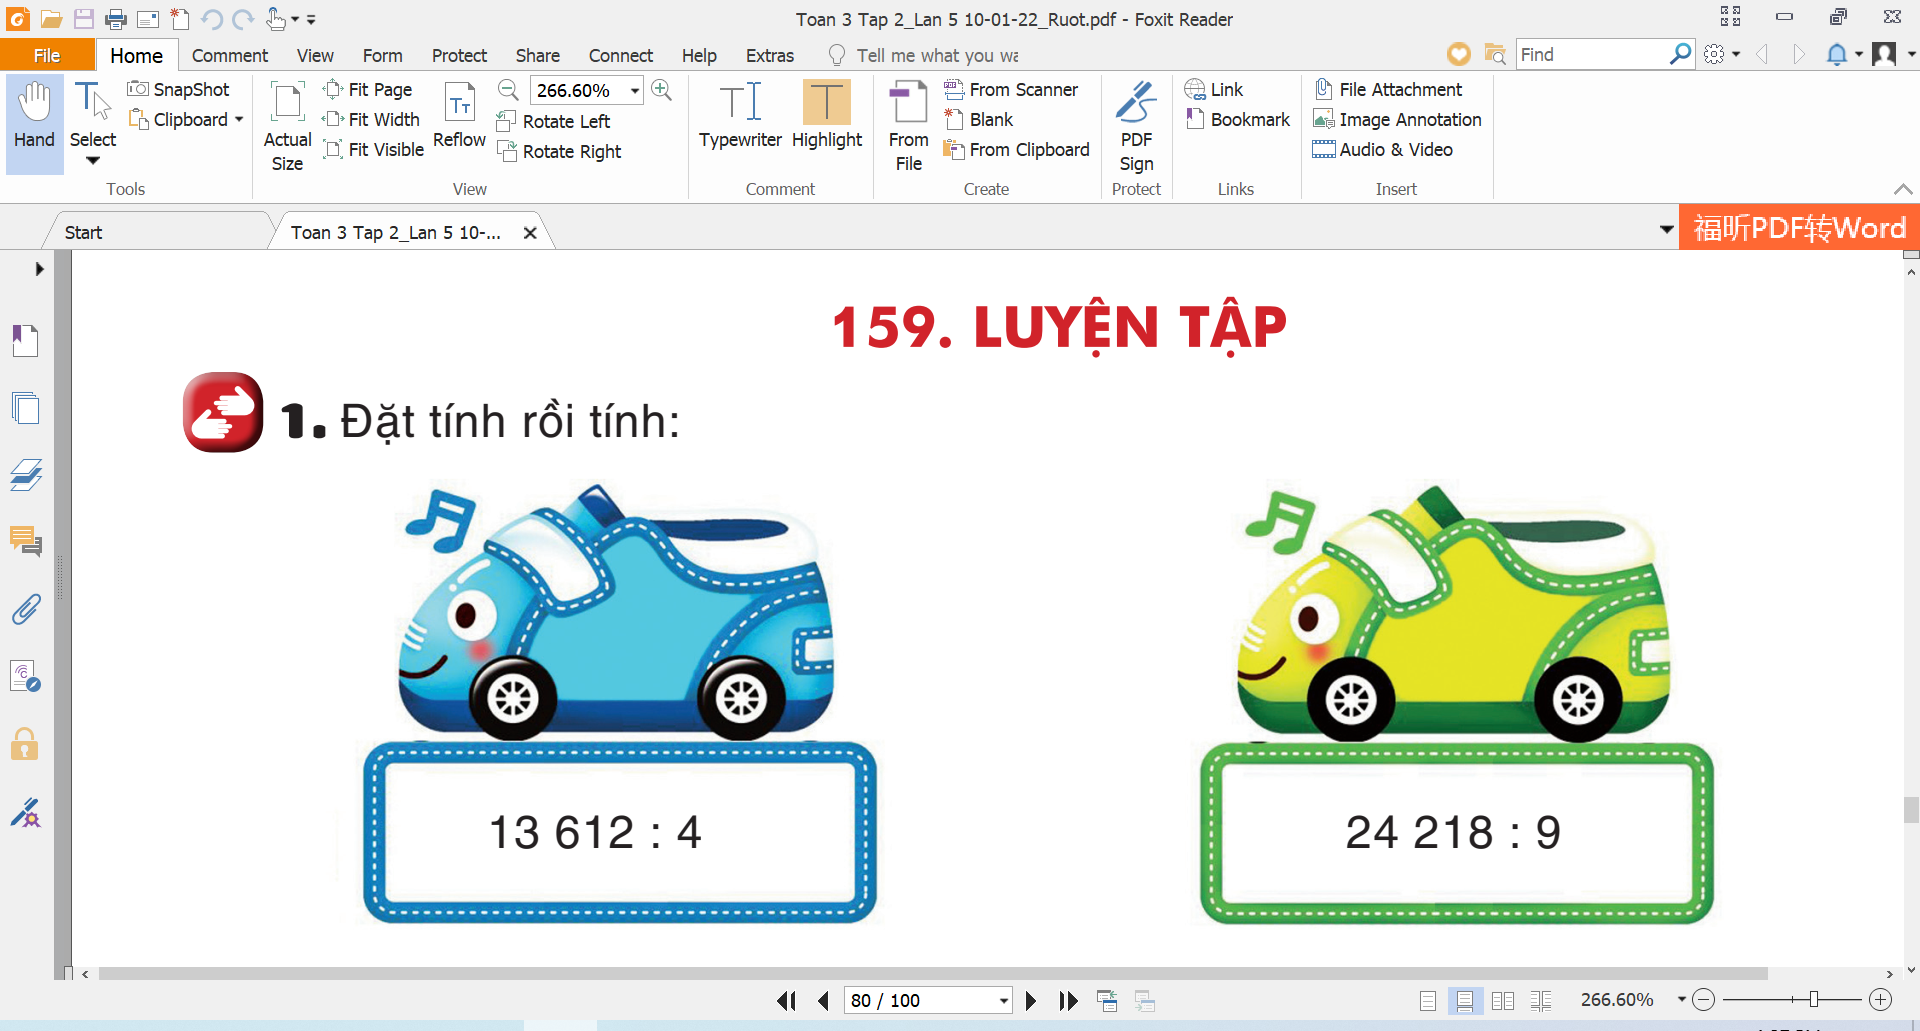 Toan 3 Tap 2_Lan 5 10-01-22_Ruot.pdf - Foxit Reader
File Home Comment View Form Protect Share Connect Help Extras Tell me what you wa Find
Hand
Select
SnapShot
Clipboard
Tools
Actual Size
Fit Page
Fit Width
Fit Visible
Reflow
266.60%
Rotate Left
Rotate Right
View
Typewriter
Highlight
Comment
From File
From Scanner
Blank
From Clipboard
Create
PDF Sign
Protect
Link
Bookmark
Links
File Attachment
Image Annotation
Audio & Video
Insert
Start
Toan 3 Tap 2_Lan 5 10-...
福昕PDF转Word
159. LUYỆN TẬP
1. Đặt tính rồi tính:
13 612 : 4
24 218 : 9
80 / 100
266.60%